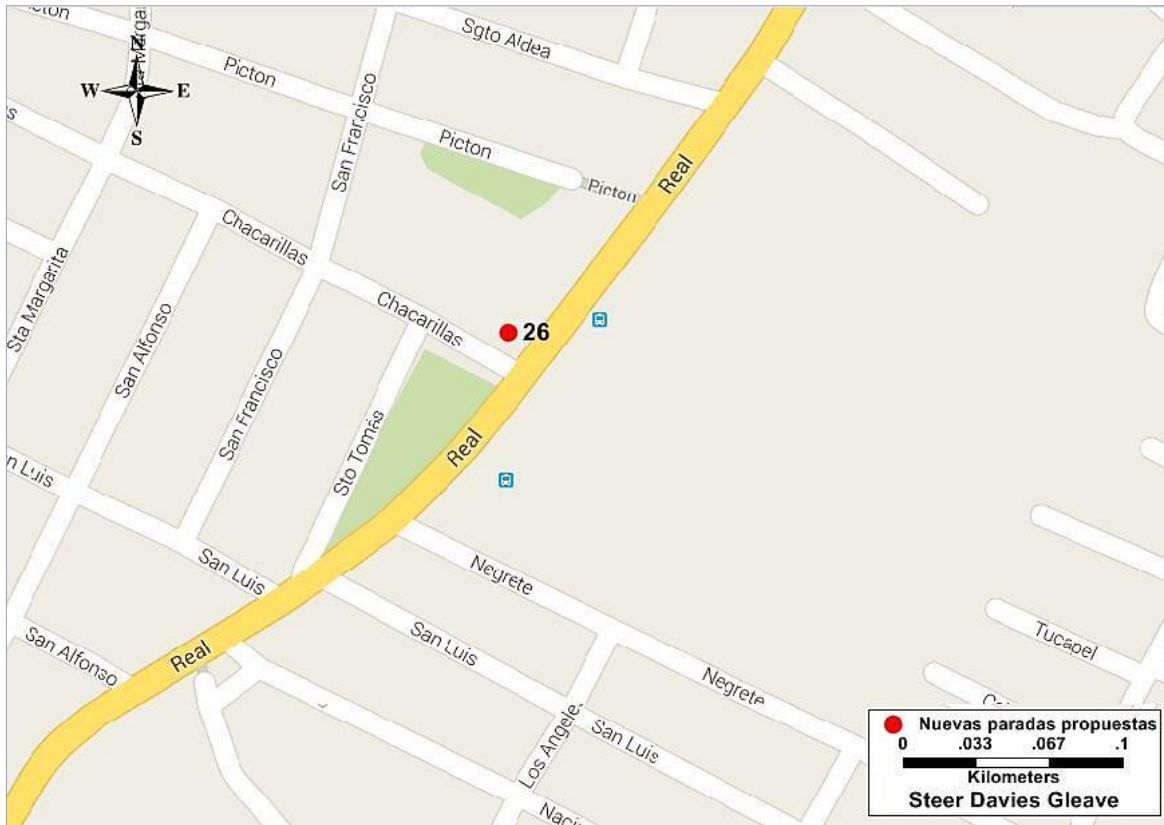 N
W E
S
Sgto Aldea
Picton
Picton
Picton
Real
San Francisco
Chacarillas
Chacarillas
26
Sta Margarita
San Alfonso
San Francisco
Sto Tomás
Real
San Luis
Negrete
San Luis
Negrete
San Luis
San Alfonso
Real
Los Angeles
Tucapel
Nuevas paradas propuestas
0 .033 .067 .1
Kilometers
Steer Davies Gleave